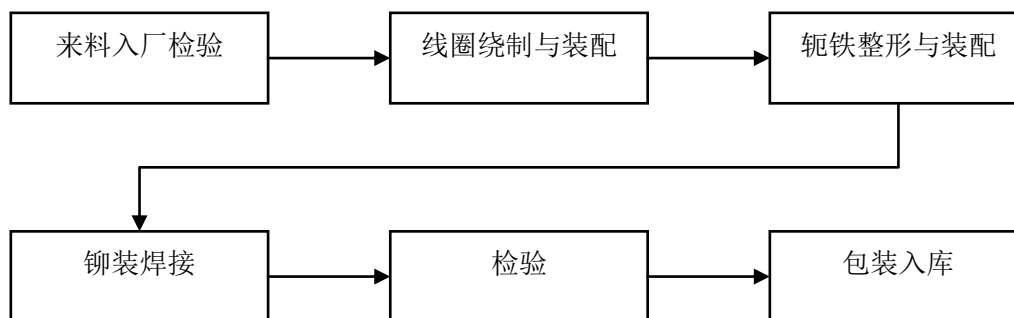 来料入厂检验
线圈绕制与装配
轭铁整形与装配
铆装焊接
检验
包装入库